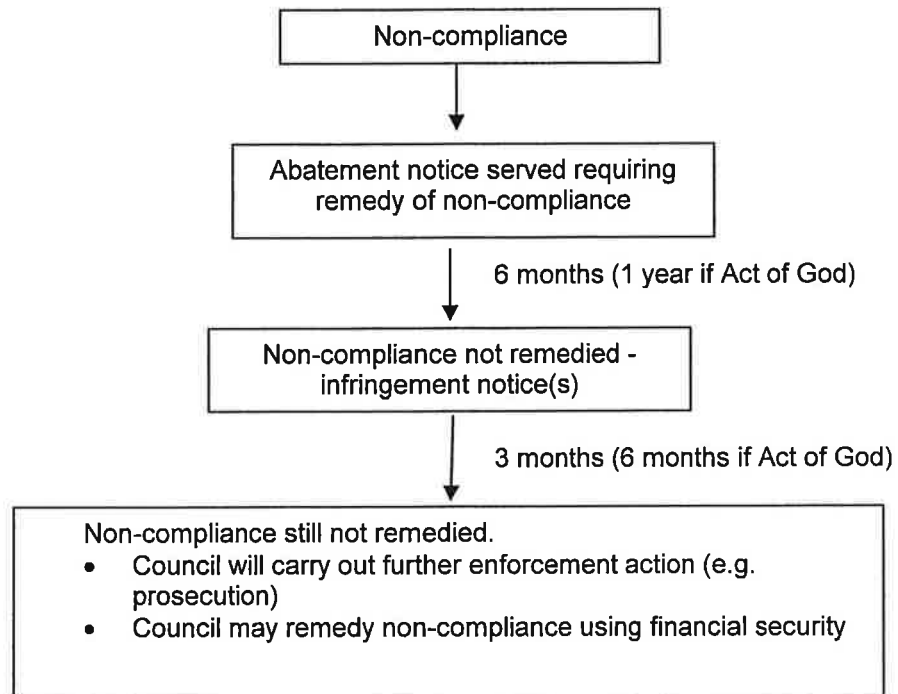 Non-compliance
Abatement notice served requiring
remedy of non-compliance
6 months (1 year if Act of God)
Non-compliance not remedied -
infringement notice(s)
3 months (6 months if Act of God)
Non-compliance still not remedied.
• Council will carry out further enforcement action (e.g.
prosecution)
• Council may remedy non-compliance using financial security